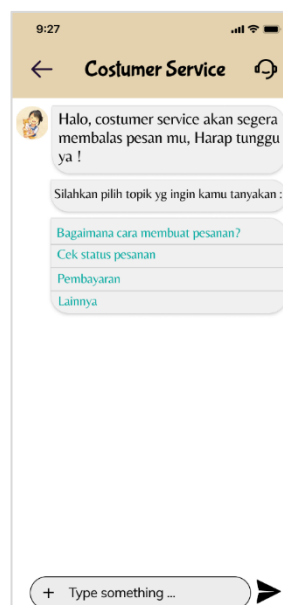 9:27
Costumer Service
Halo, costumer service akan segera
membalas pesan mu, Harap tunggu
ya !
Silahkan pilih topik yg ingin kamu tanyakan :
Bagaimana cara membuat pesanan?
Cek status pesanan
Pembayaran
Lainnya
+ Type something ...